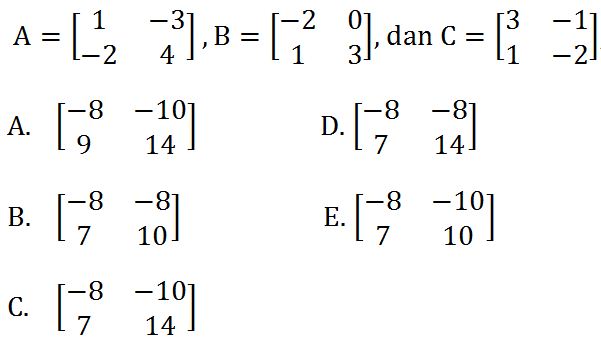 A = [1 −3; −2 4], B = [−2 0; 1 3], dan C = [3 −1; 1 −2]
A. [−8 −10; 9 14]
D. [−8 −8; 7 14]
B. [−8 −8; 7 10]
E. [−8 −10; 7 10]
C. [−8 −10; 7 14]